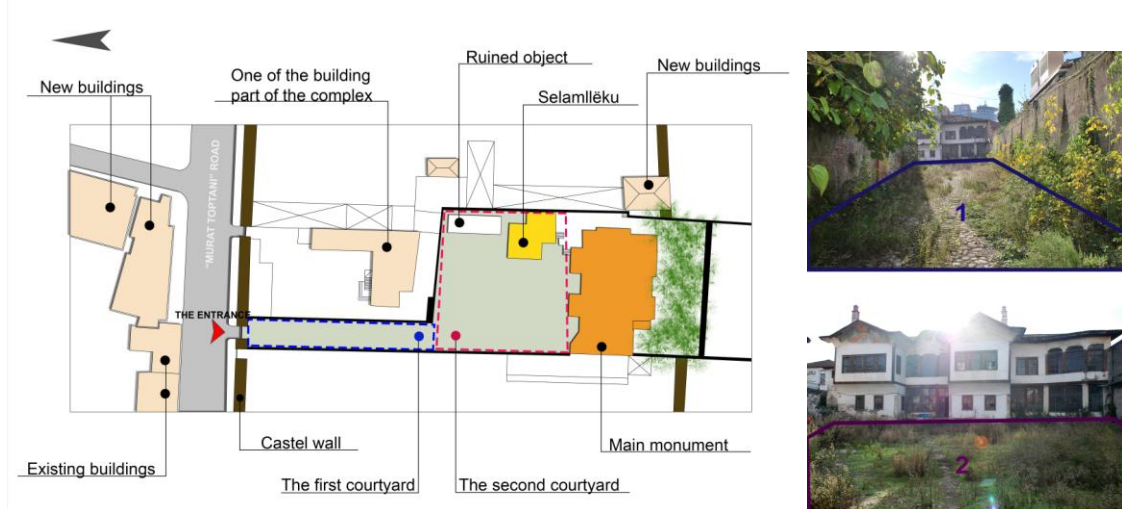 New buildings
One of the building
part of the complex
Ruined object
Selamllëku
New buildings
"MURAT TOPTANI" ROAD
THE ENTRANCE
Existing buildings
Castel wall
The first courtyard
The second courtyard
Main monument
1
2